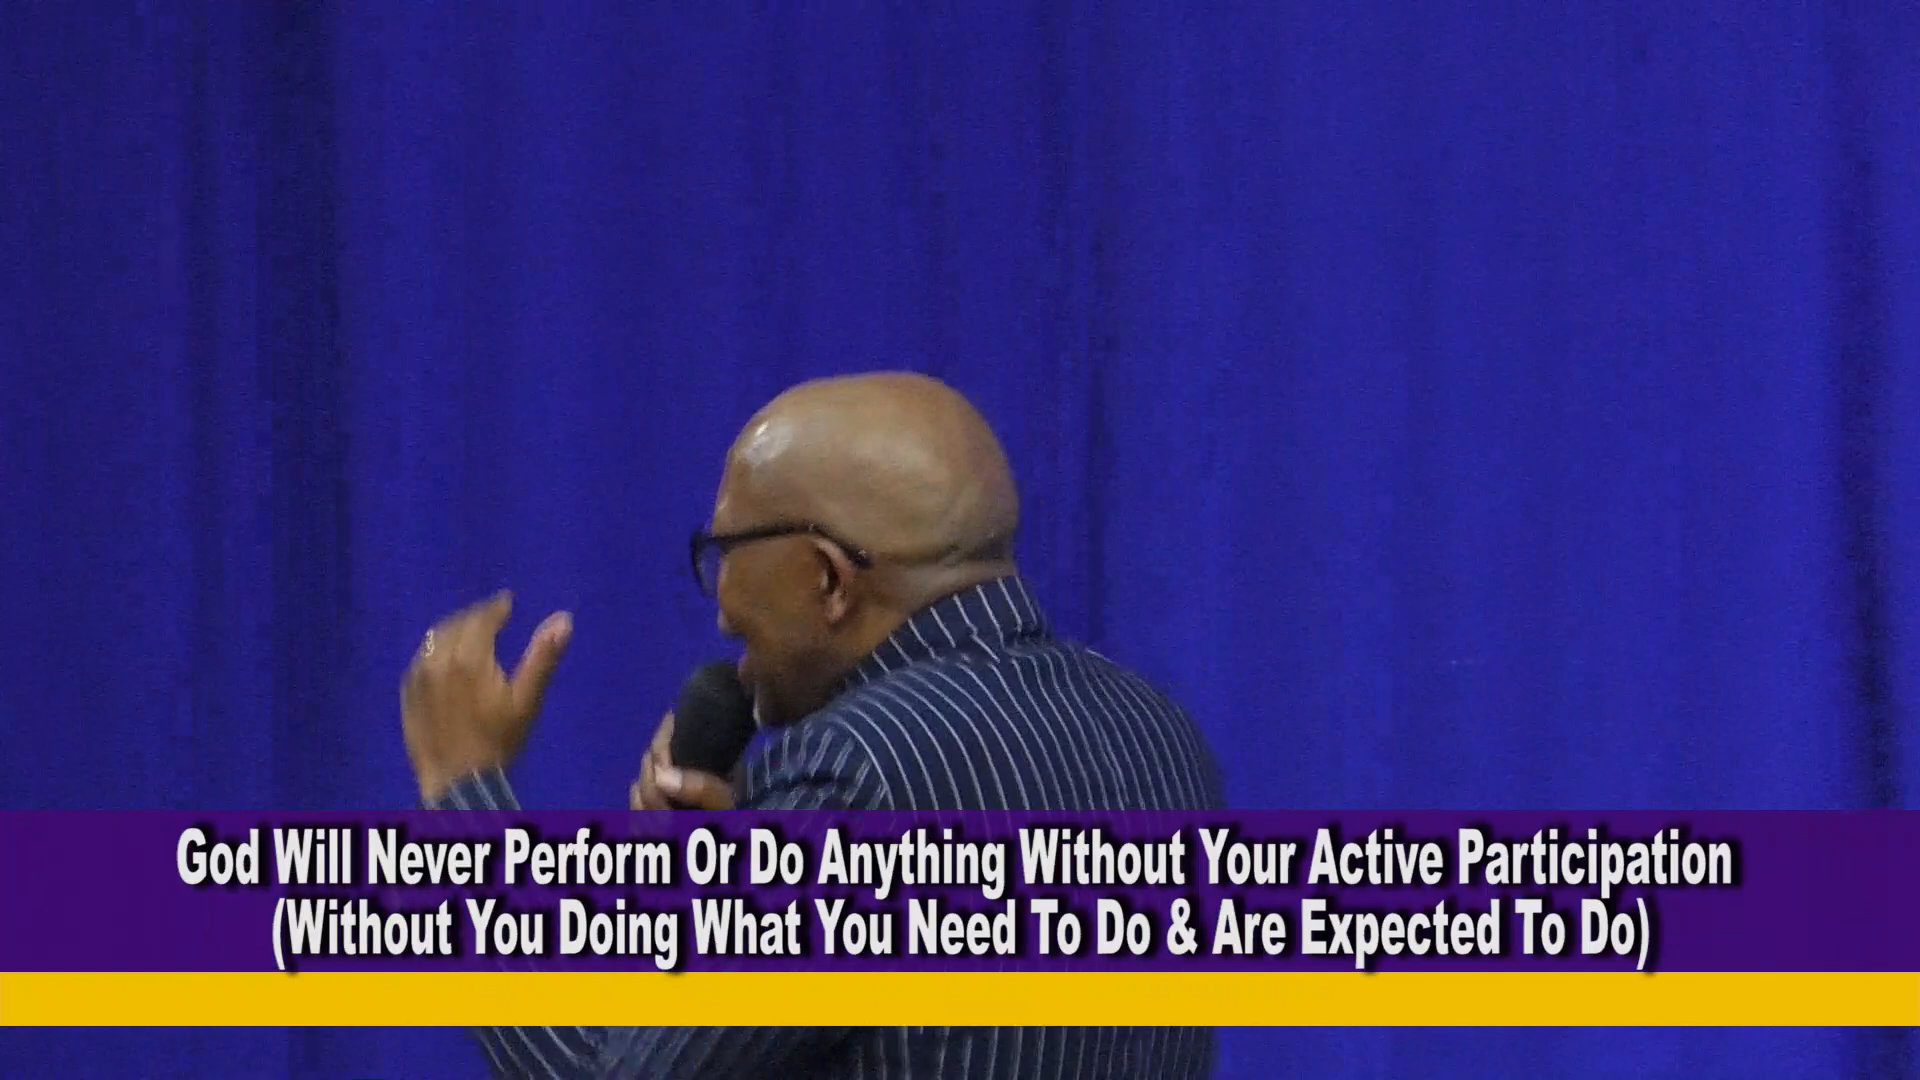 God Will Never Perform Or Do Anything Without Your Active Participation
(Without You Doing What You Need To Do & Are Expected To Do)